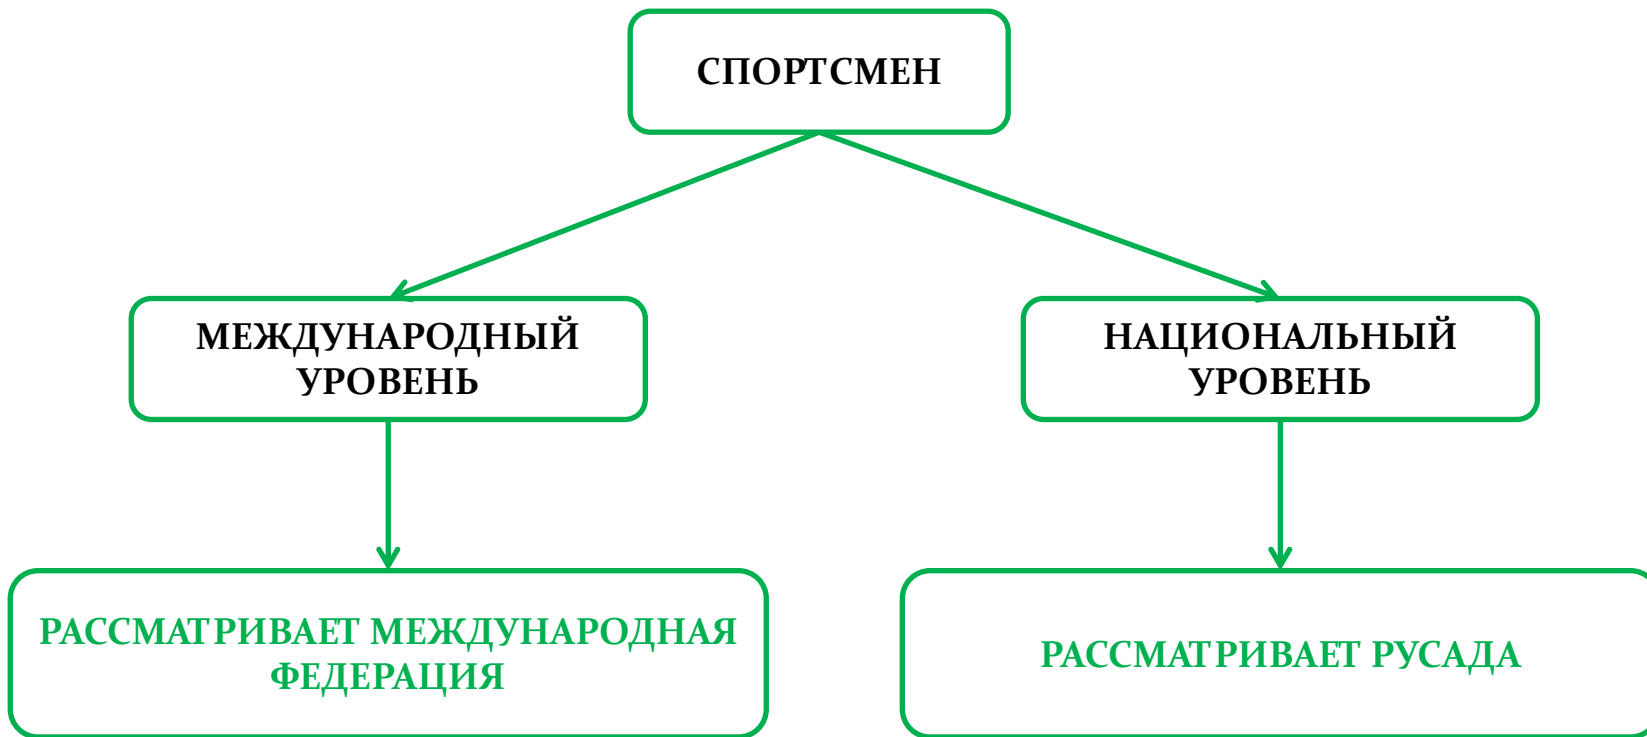 СПОРТСМЕН
МЕЖДУНАРОДНЫЙ
УРОВЕНЬ
НАЦИОНАЛЬНЫЙ
УРОВЕНЬ
РАССМАТРИВАЕТ МЕЖДУНАРОДНАЯ
ФЕДЕРАЦИЯ
РАССМАТРИВАЕТ РУСАДА